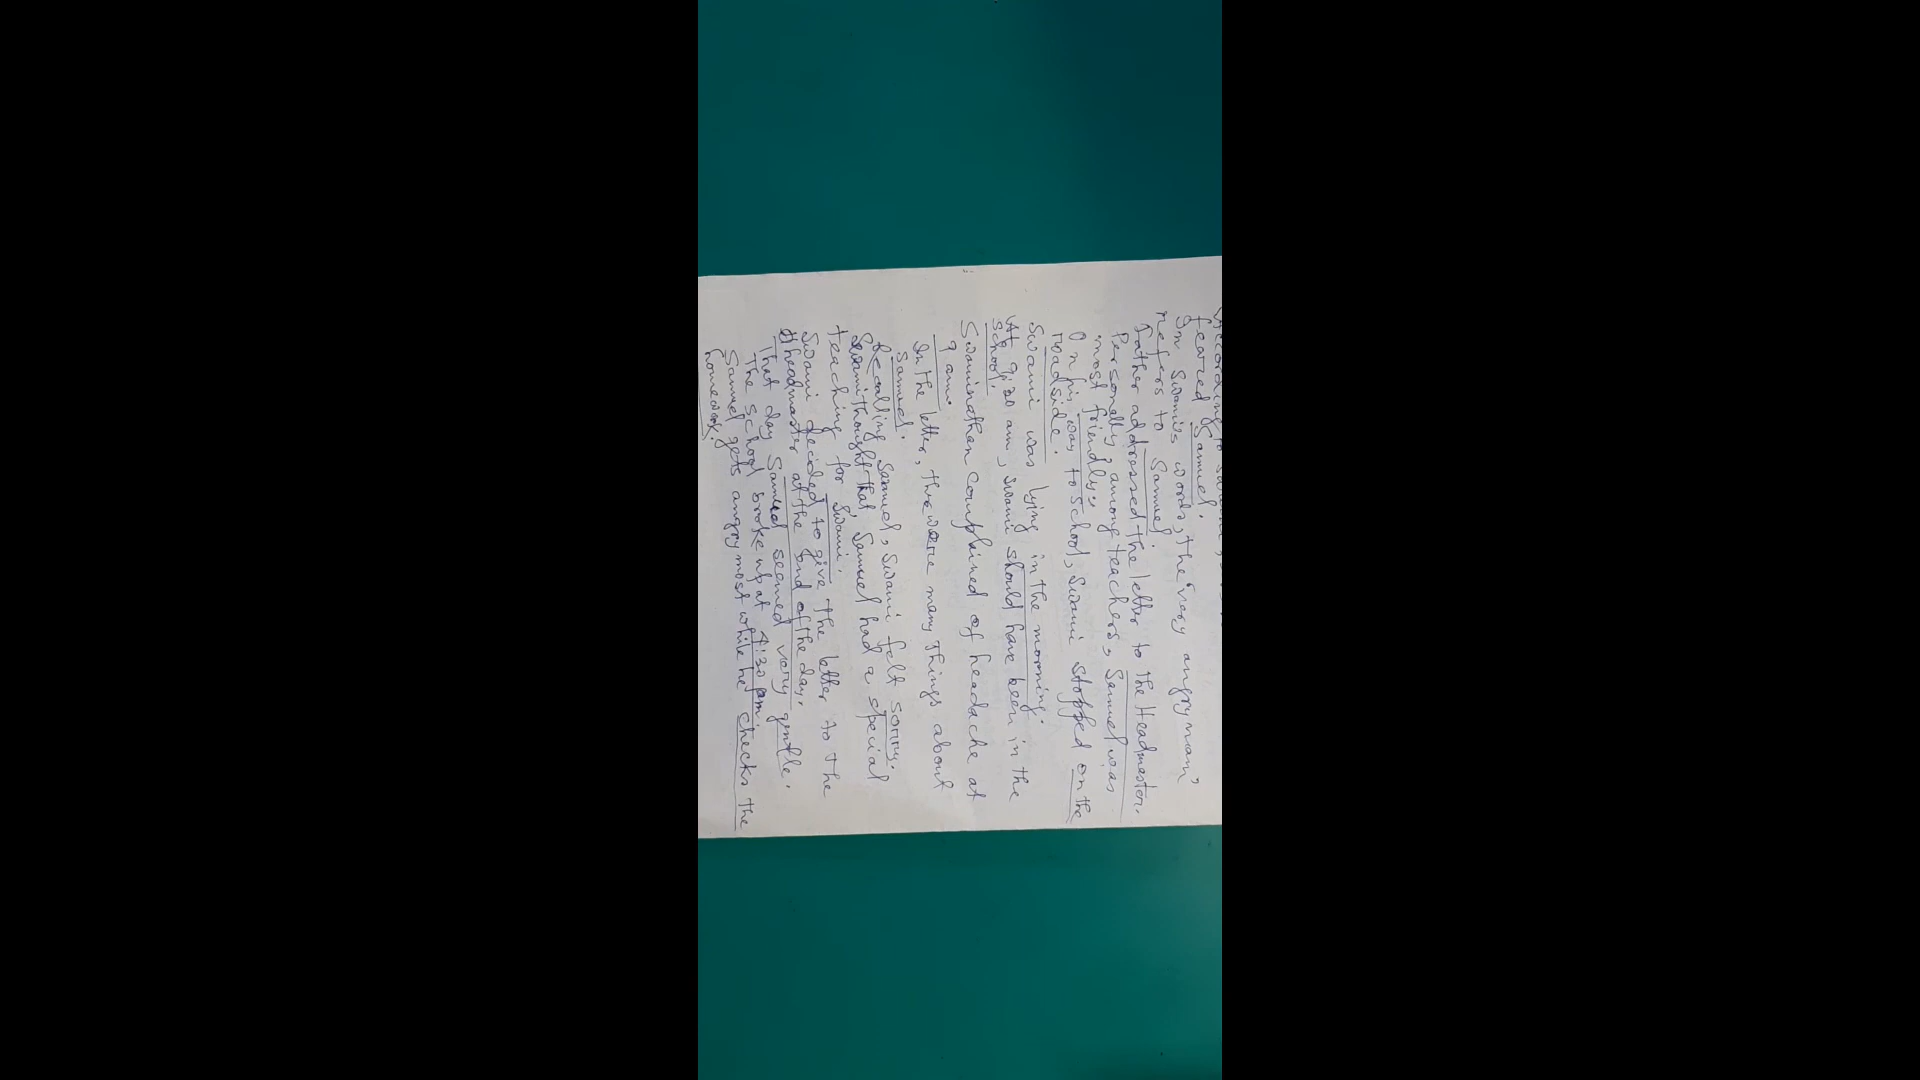 According to
feared Samuel.
In Swami's words, the "very angry man"
refers to Samuel.
Father addressed the letter to the Headmaster.
Personally, among teachers, Samuel was
most friendly.
On his way to School, Swami stopped on the
roadside.
Swami was lying in the morning.
At 9:30 am, Swami should have been in the
school.
Swaminathan complained of headache at
9 am.
In the letter, there were many things about
Samuel.
Recalling Samuel, Swami felt sorry.
Swami thought that, Samuel had a special
teaching for Swami.
Swami decided to give the letter to the
headmaster at the end of the day.
That day Samuel seemed very gentle.
The school broke up at 4:30 pm.
Samuel gets angry most while he checks the
homework.